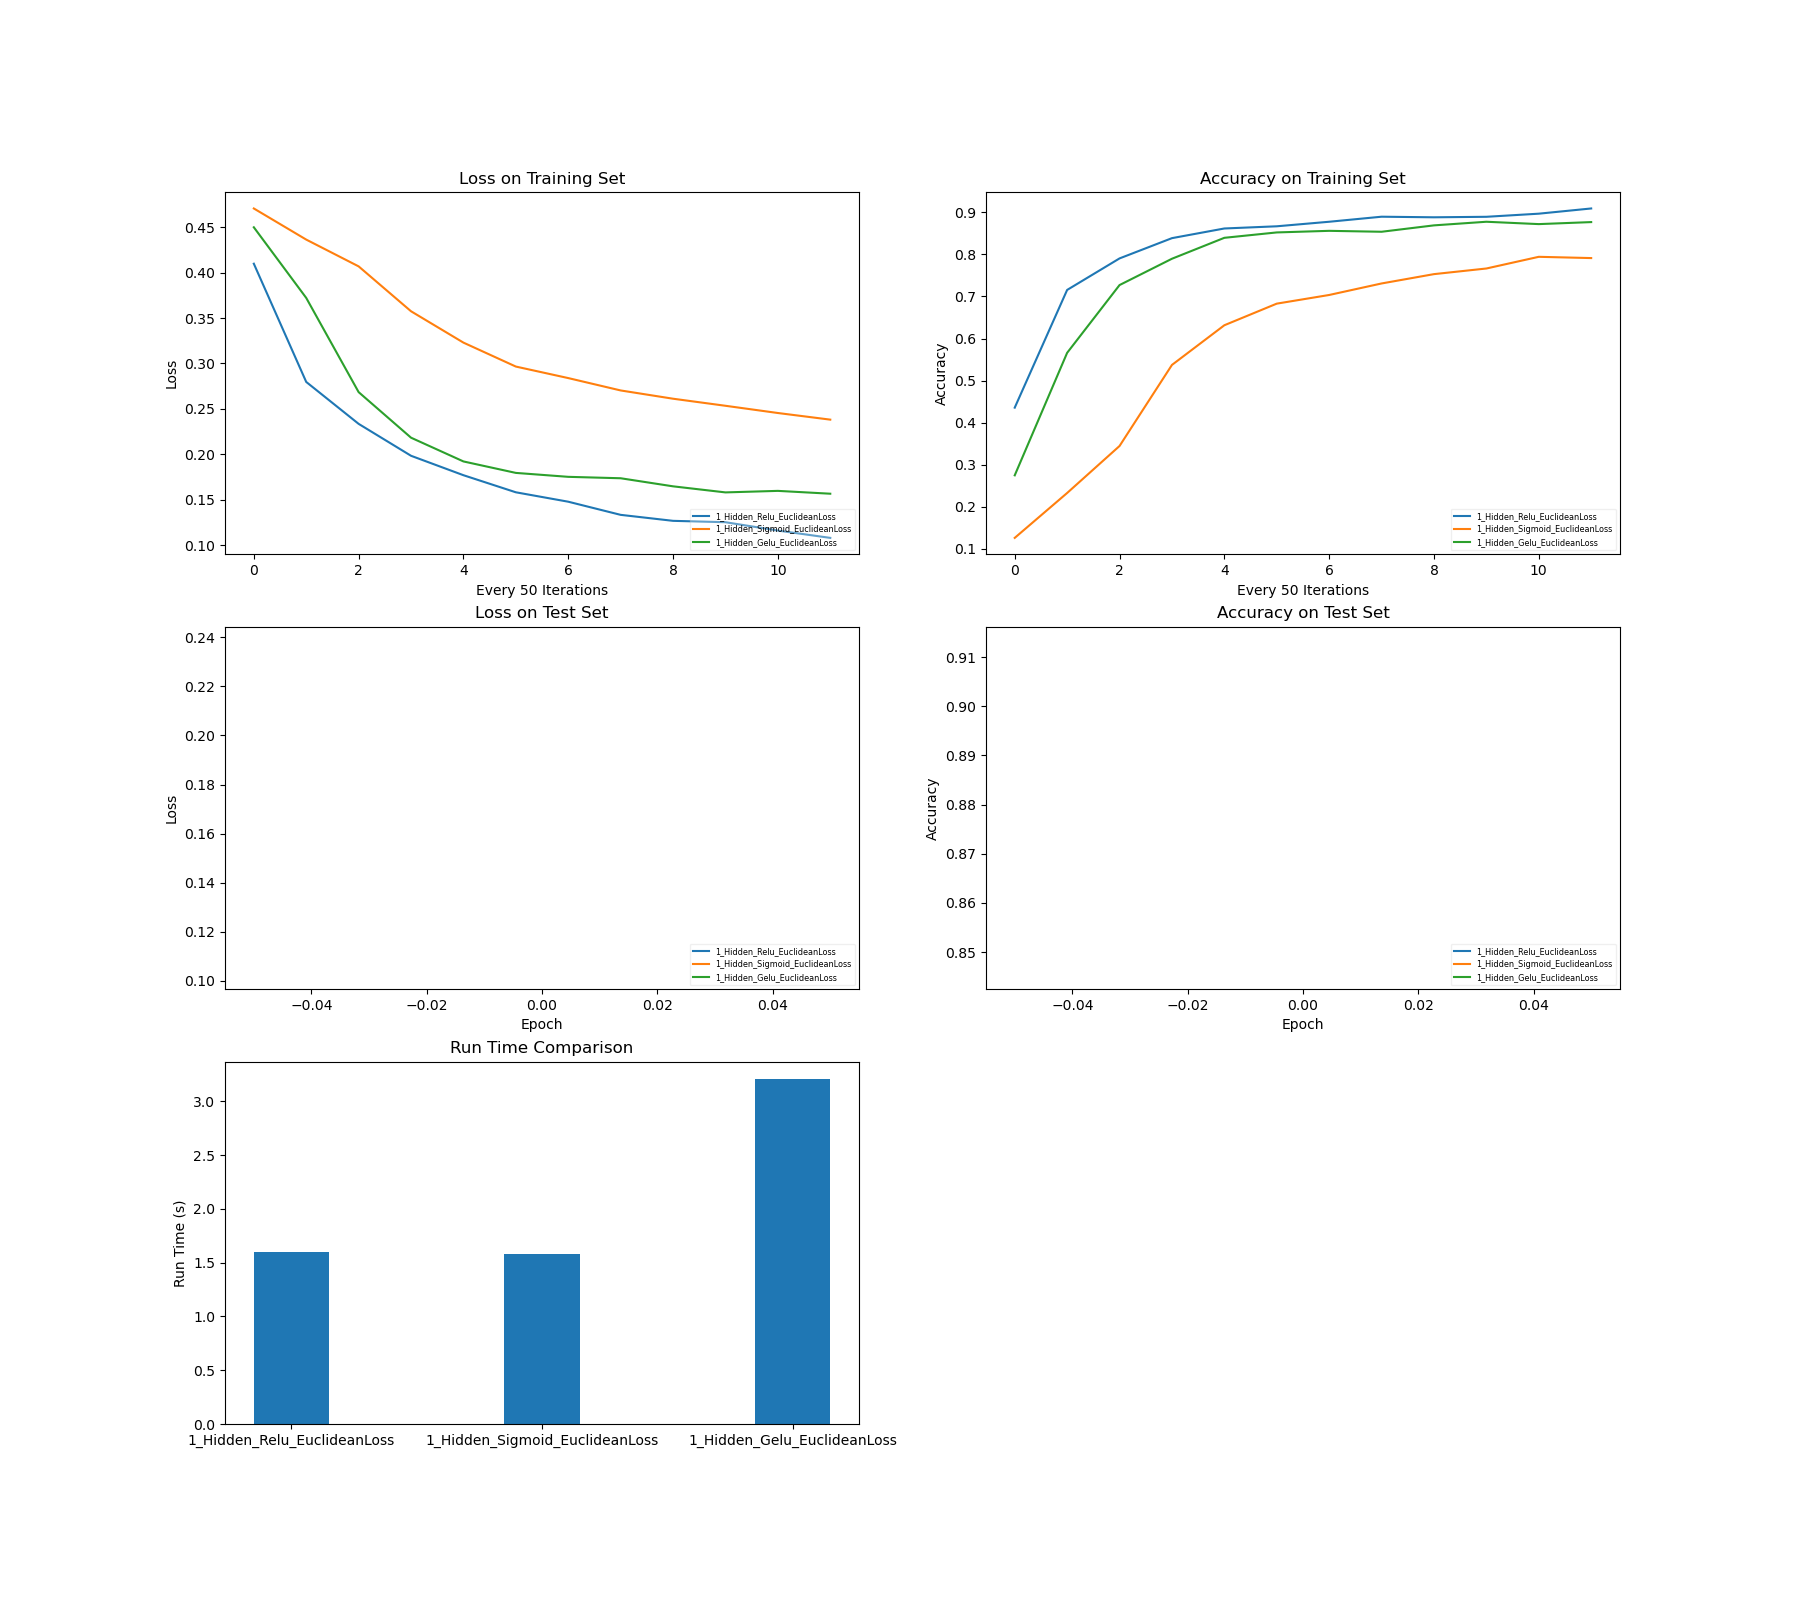 Loss on Training Set
Loss
0.45
0.40
0.35
0.30
0.25
0.20
0.15
0.10
0 2 4 6 8 10
Every 50 Iterations
1_Hidden_Relu_EuclideanLoss
1_Hidden_Sigmoid_EuclideanLoss
1_Hidden_Gelu_EuclideanLoss
Accuracy on Training Set
Accuracy
0.9
0.8
0.7
0.6
0.5
0.4
0.3
0.2
0.1
0 2 4 6 8 10
Every 50 Iterations
1_Hidden_Relu_EuclideanLoss
1_Hidden_Sigmoid_EuclideanLoss
1_Hidden_Gelu_EuclideanLoss
Loss on Test Set
Loss
0.24
0.22
0.20
0.18
0.16
0.14
0.12
0.10
−0.04 −0.02 0.00 0.02 0.04
Epoch
1_Hidden_Relu_EuclideanLoss
1_Hidden_Sigmoid_EuclideanLoss
1_Hidden_Gelu_EuclideanLoss
Accuracy on Test Set
Accuracy
0.91
0.90
0.89
0.88
0.87
0.86
0.85
−0.04 −0.02 0.00 0.02 0.04
Epoch
1_Hidden_Relu_EuclideanLoss
1_Hidden_Sigmoid_EuclideanLoss
1_Hidden_Gelu_EuclideanLoss
Run Time Comparison
Run Time (s)
3.0
2.5
2.0
1.5
1.0
0.5
0.0
1_Hidden_Relu_EuclideanLoss 1_Hidden_Sigmoid_EuclideanLoss 1_Hidden_Gelu_EuclideanLoss